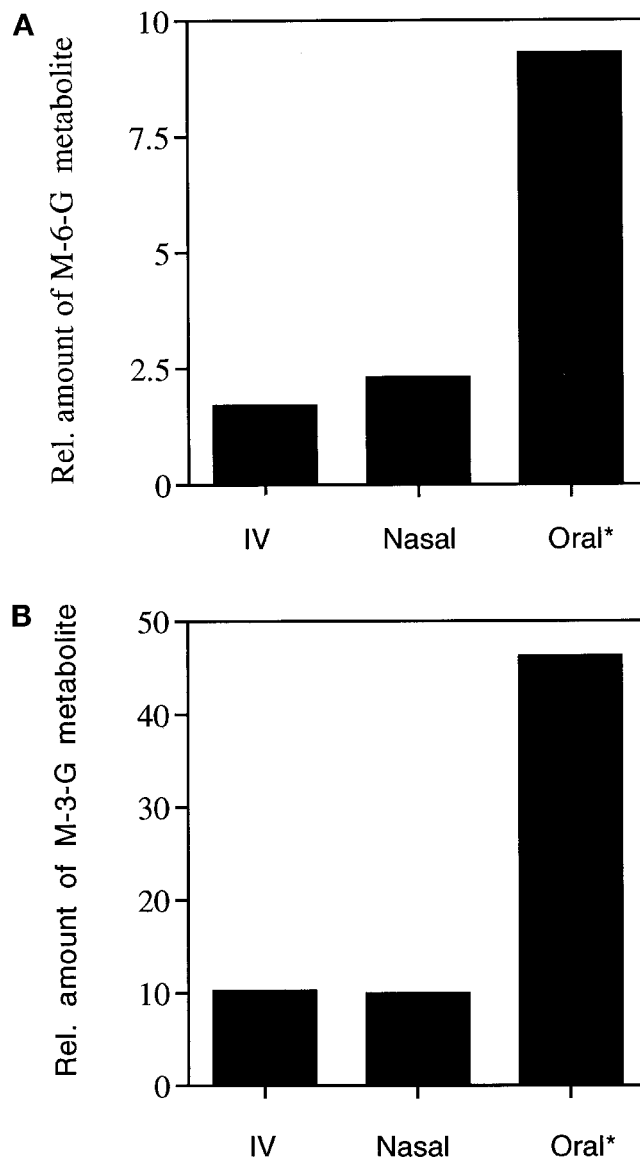 A
Rel. amount of M-6-G metabolite
10
7.5
5
2.5
0
IV Nasal Oral*
B
Rel. amount of M-3-G metabolite
50
40
30
20
10
0
IV Nasal Oral*